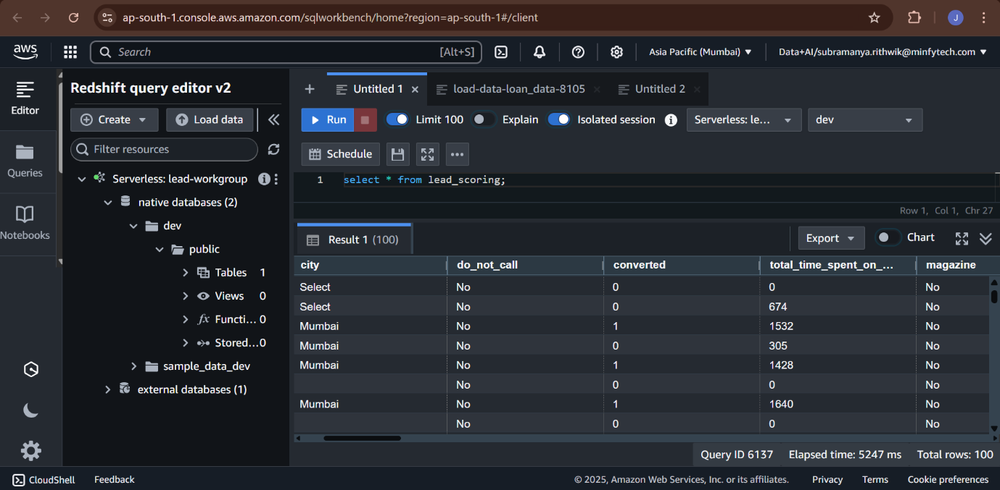 ap-south-1.console.aws.amazon.com/sqlworkbench/home?region=ap-south-1#/client
J
aws
Search
[Alt+S]
Asia Pacific (Mumbai)
Data+AI/subramanya.rithwik@minfytech.com
Editor
Queries
Notebooks
Redshift query editor v2
Create
Load data
Filter resources
Serverless: lead-workgroup
native databases (2)
dev
public
Tables 1
Views 0
fx Functi... 0
Stored...0
sample_data_dev
external databases (1)
Untitled 1
load-data-loan_data-8105
Untitled 2
Run
Limit 100
Explain
Isolated session
Serverless: le...
dev
Schedule
1 select * from lead_scoring;
Row 1, Col 1, Chr 27
Result 1 (100)
Export
Chart
city do_not_call converted total_time_spent_on_... magazine
Select No 0 0 No
Select No 0 674 No
Mumbai No 1 1532 No
Mumbai No 0 305 No
Mumbai No 1 1428 No
No 0 0 No
Mumbai No 1 1640 No
No 0 0 No
Query ID 6137 Elapsed time: 5247 ms Total rows: 100
CloudShell Feedback
© 2025, Amazon Web Services, Inc. or its affiliates. Privacy Terms Cookie preferences